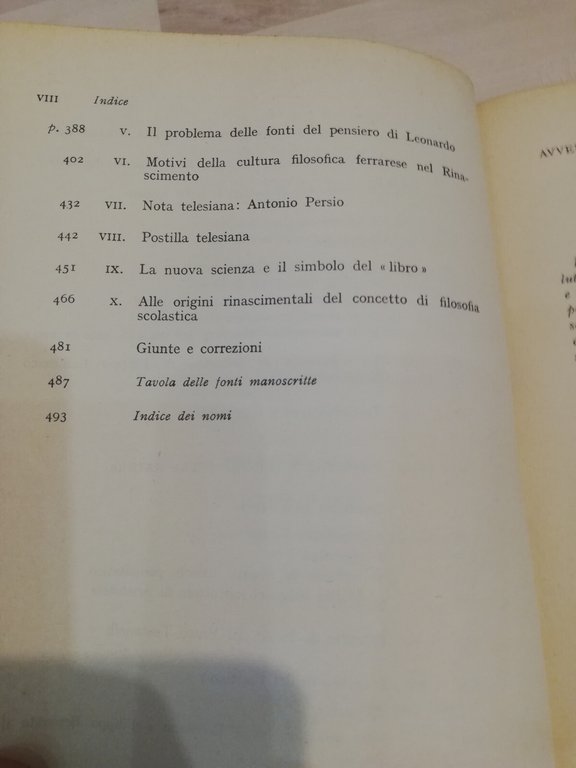 VIII Indice
p. 388 V. Il problema delle fonti del pensiero di Leonardo
402 VI. Motivi della cultura filosofica ferrarese nel Rina-
scimento
432 VII. Nota telesiana: Antonio Persio
442 VIII. Postilla telesiana
451 IX. La nuova scienza e il simbolo del « libro »
466 X. Alle origini rinascimentali del concetto di filosofia
scolastica
481 Giunte e correzioni
487 Tavola delle fonti manoscritte
493 Indice dei nomi